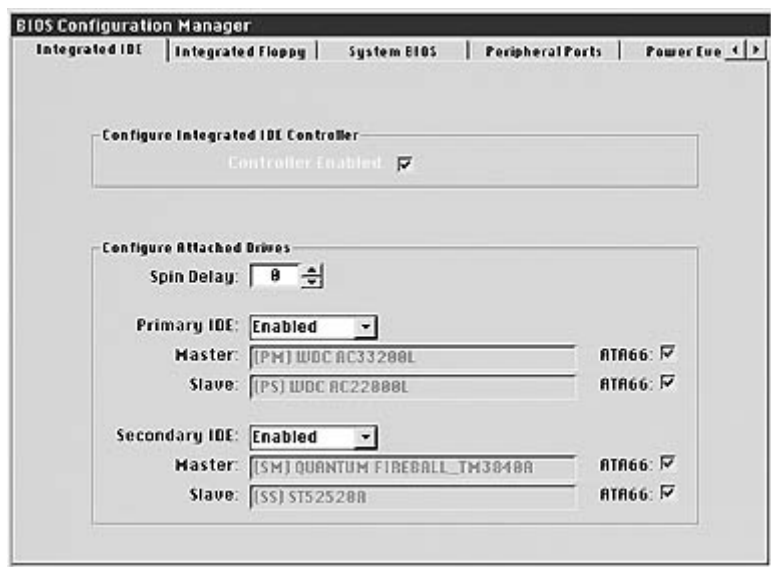 BIOS Configuration Manager
Integrated IDE Integrated Floppy System BIOS Peripheral Ports Power Eve
Configure Integrated IDE Controller
Controller Enabled
Configure Attached Drives
Spin Delay: 0
Primary IDE: Enabled
Master: (PM) WDC AC33200L ATA66:
Slave: (PS) WDC AC22000L ATA66:
Secondary IDE: Enabled
Master: (SM) QUANTUM FIREBALL_TM3840A ATA66:
Slave: (SS) ST52520A ATA66: